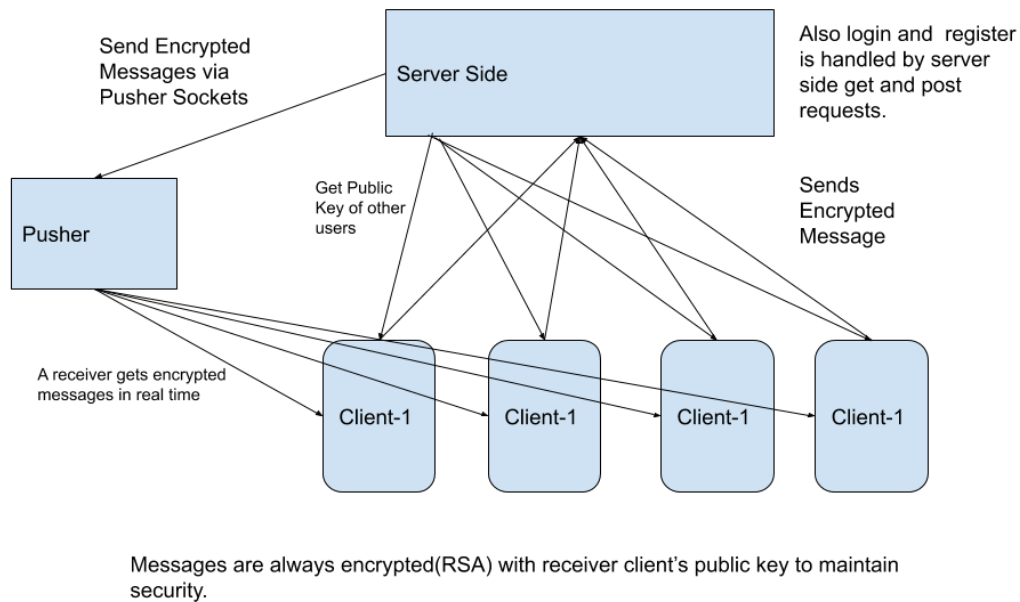 Send Encrypted
Messages via
Pusher Sockets
Server Side
Also login and register
is handled by server
side get and post
requests.
Pusher
Get Public
Key of other
users
Sends
Encrypted
Message
A receiver gets encrypted
messages in real time
Client-1
Client-1
Client-1
Client-1
Messages are always encrypted(RSA) with receiver client's public key to maintain
security.